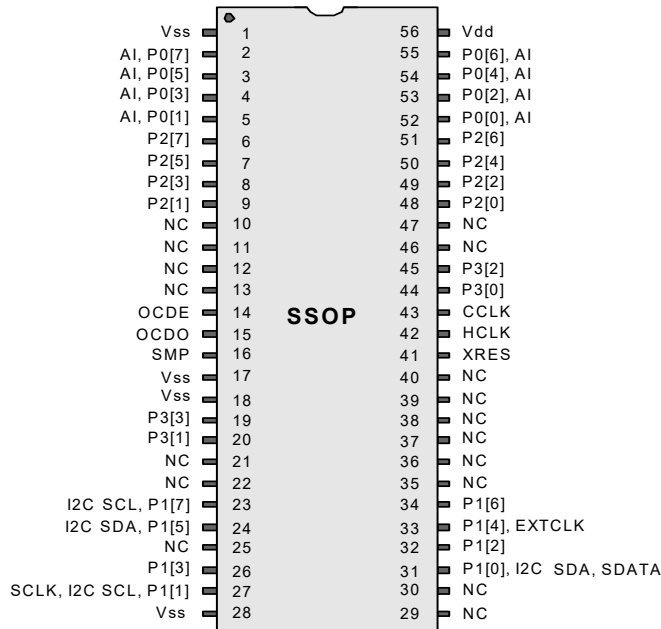 Vss 1 56 Vdd
AI, P0[7] 2 55 P0[6], AI
AI, P0[5] 3 54 P0[4], AI
AI, P0[3] 4 53 P0[2], AI
AI, P0[1] 5 52 P0[0], AI
P2[7] 6 51 P2[6]
P2[5] 7 50 P2[4]
P2[3] 8 49 P2[2]
P2[1] 9 48 P2[0]
NC 10 47 NC
NC 11 46 NC
NC 12 45 P3[2]
NC 13 44 P3[0]
OCDE 14 SSOP 43 CCLK
OCDO 15 42 HCLK
SMP 16 41 XRES
Vss 17 40 NC
Vss 18 39 NC
P3[3] 19 38 NC
P3[1] 20 37 NC
NC 21 36 NC
NC 22 35 NC
I2C SCL, P1[7] 23 34 P1[6]
I2C SDA, P1[5] 24 33 P1[4], EXTCLK
NC 25 32 P1[2]
P1[3] 26 31 P1[0], I2C SDA, SDATA
SCLK, I2C SCL, P1[1] 27 30 NC
Vss 28 29 NC